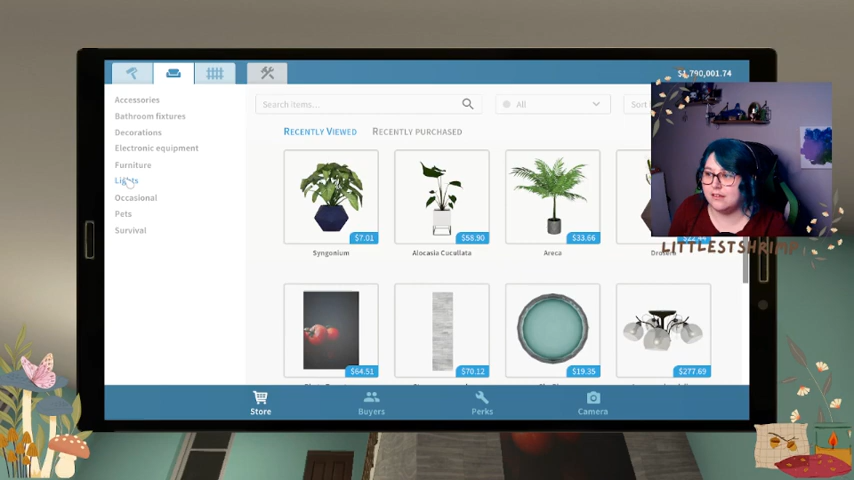 $1,790,001.74
Accessories
Bathroom fixtures
Decorations
Electronic equipment
Furniture
Lights
Occasional
Pets
Survival
Search items...
All
Sort
RECENTLY VIEWED
RECENTLY PURCHASED
$7.01
$58.90
$33.66
Syngonium
Alocasia Cucullata
Areca
LITTLESTSHRIMP
$64.51
$70.12
$19.35
$277.69
Store
Buyers
Perks
Camera